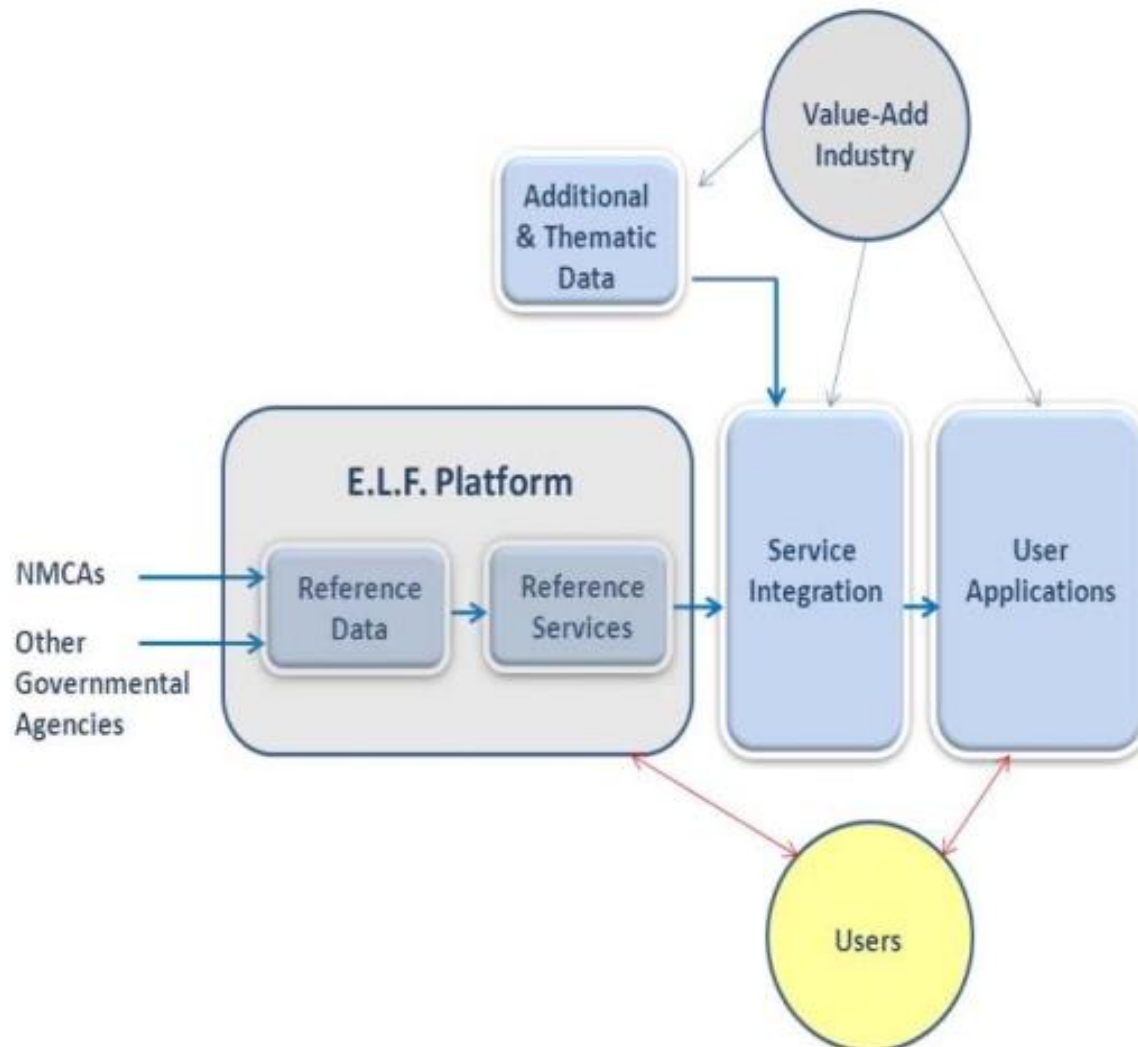 Value-Add
Industry
Additional
& Thematic
Data
E.L.F. Platform
NMCAs
Other
Governmental
Agencies
Reference
Data
Reference
Services
Service
Integration
User
Applications
Users